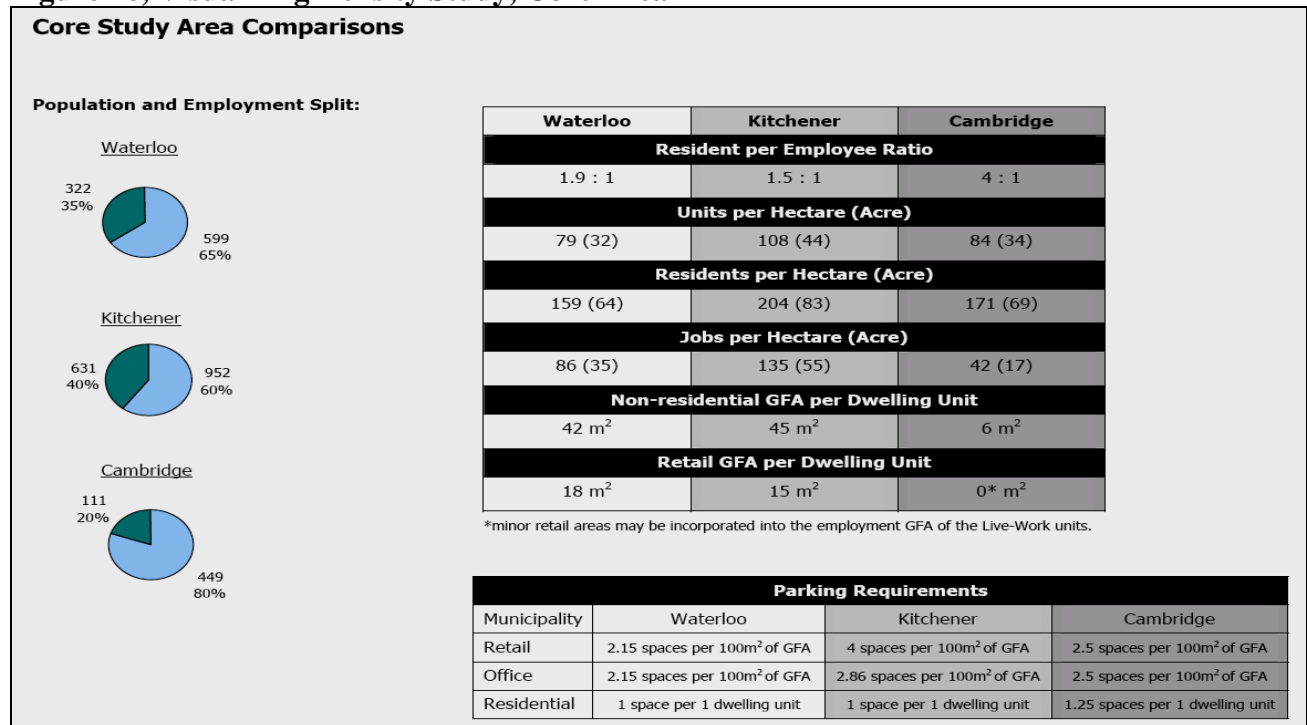 Core Study Area Comparisons
Population and Employment Split:
Waterloo
322
35%
599
65%
Kitchener
631
40%
952
60%
Cambridge
111
20%
449
80%
Waterloo Kitchener Cambridge
Resident per Employee Ratio
1.9 : 1 1.5 : 1 4 : 1
Units per Hectare (Acre)
79 (32) 108 (44) 84 (34)
Residents per Hectare (Acre)
159 (64) 204 (83) 171 (69)
Jobs per Hectare (Acre)
86 (35) 135 (55) 42 (17)
Non-residential GFA per Dwelling Unit
42 m² 45 m² 6 m²
Retail GFA per Dwelling Unit
18 m² 15 m² 0* m²
*minor retail areas may be incorporated into the employment GFA of the Live-Work units.
Parking Requirements
Municipality Waterloo Kitchener Cambridge
Retail 2.15 spaces per 100m² of GFA 4 spaces per 100m² of GFA 2.5 spaces per 100m² of GFA
Office 2.15 spaces per 100m² of GFA 2.86 spaces per 100m² of GFA 2.5 spaces per 100m² of GFA
Residential 1 space per 1 dwelling unit 1 space per 1 dwelling unit 1.25 spaces per 1 dwelling unit